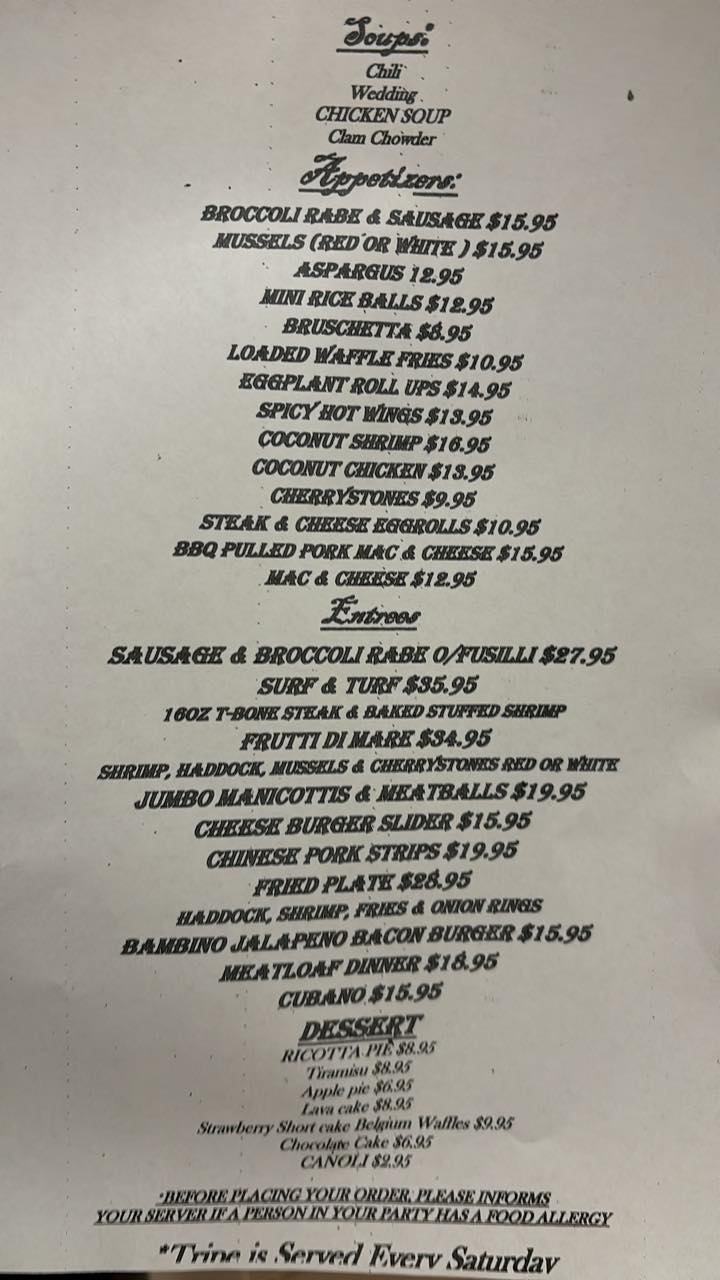 Soups:
Chili
Wedding
CHICKEN SOUP
Clam Chowder
Appetizers:
BROCCOLI RABE & SAUSAGE $15.95
MUSSELS (RED OR WHITE ) $15.95
ASPARGUS 12.95
MINI RICE BALLS $12.95
BRUSCHETTA $8.95
LOADED WAFFLE FRIES $10.95
EGGPLANT ROLL UPS $14.95
SPICY HOT WINGS $13.95
COCONUT SHRIMP $16.95
COCONUT CHICKEN $13.95
CHERRYSTONES $9.95
STEAK & CHEESE EGGROLLS $10.95
BBQ PULLED PORK MAC & CHEESE $15.95
MAC & CHEESE $12.95
Entrees
SAUSAGE & BROCCOLI RABE O/FUSILLI $27.95
SURF & TURF $35.95
16OZ T-BONE STEAK & BAKED STUFFED SHRIMP
FRUTTI DI MARE $34.95
SHRIMP, HADDOCK, MUSSELS & CHERRYSTONES RED OR WHITE
JUMBO MANICOTTIS & MEATBALLS $19.95
CHEESE BURGER SLIDER $15.95
CHINESE PORK STRIPS $19.95
FRIED PLATE $28.95
HADDOCK, SHRIMP, FRIES & ONION RINGS
BAMBINO JALAPENO BACON BURGER $15.95
MEATLOAF DINNER $18.95
CUBANO $15.95
DESSERT
RICOTTA PIE $8.95
Tiramisu $8.95
Apple pie $6.95
Lava cake $8.95
Strawberry Short cake Belgium Waffles $9.95
Chocolate Cake $6.95
CANOLI $2.95
*BEFORE PLACING YOUR ORDER, PLEASE INFORMS
YOUR SERVER IF A PERSON IN YOUR PARTY HAS A FOOD ALLERGY
*Tripe is Served Every Saturday